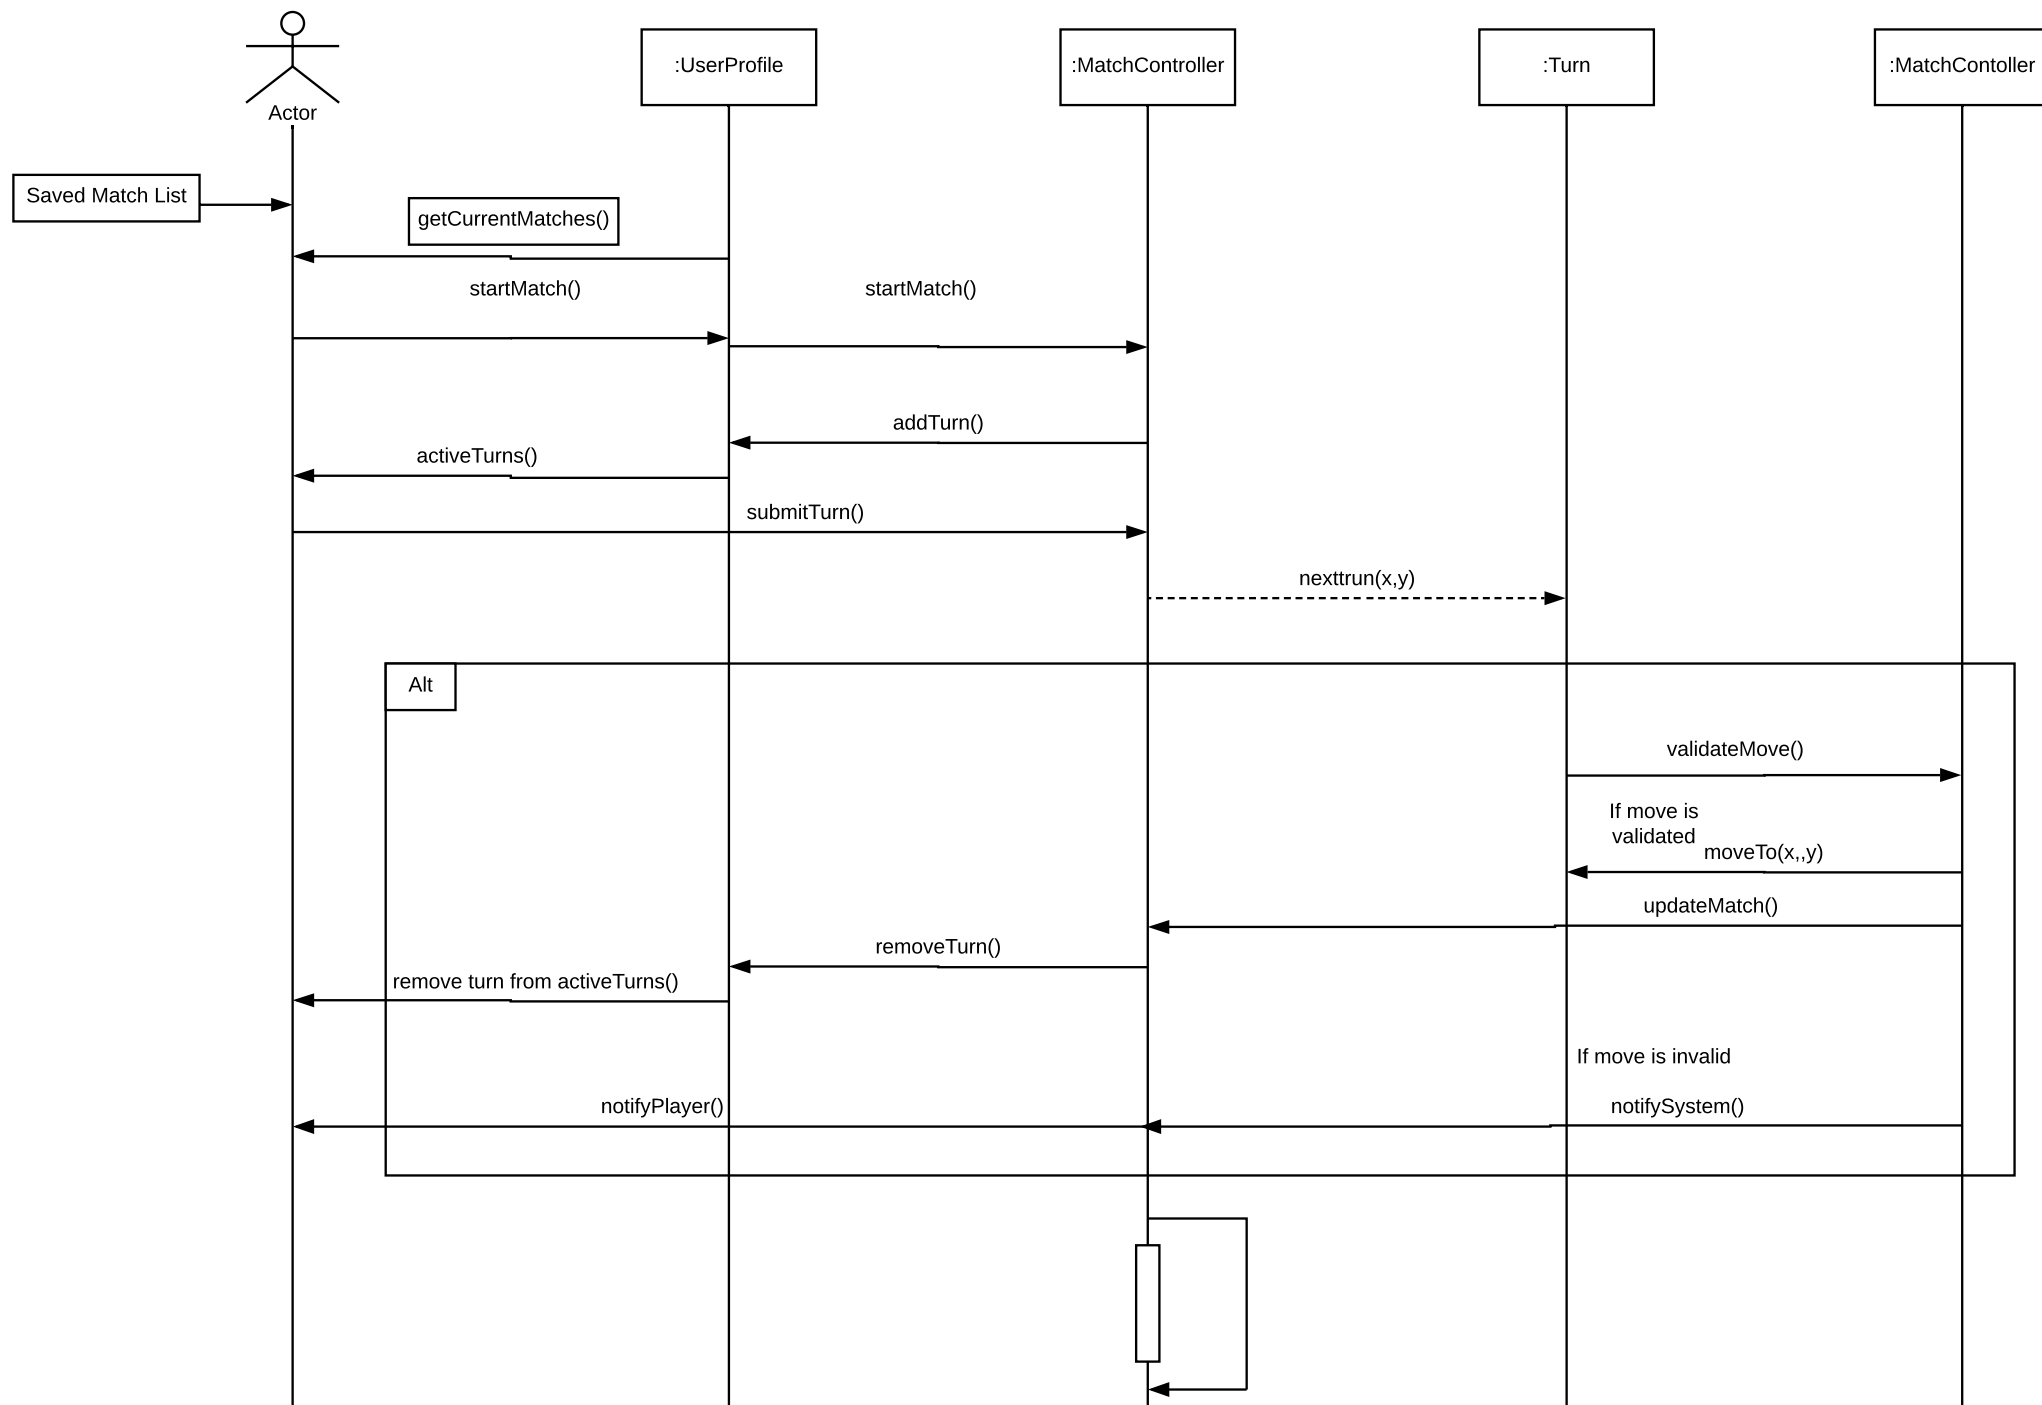 Actor
:UserProfile
:MatchController
:Turn
:MatchContoller
Saved Match List
getCurrentMatches()
startMatch()
startMatch()
addTurn()
activeTurns()
submitTurn()
nexttrun(x,y)
Alt
validateMove()
If move is
validated
moveTo(x,,y)
updateMatch()
removeTurn()
remove turn from activeTurns()
If move is invalid
notifyPlayer()
notifySystem()